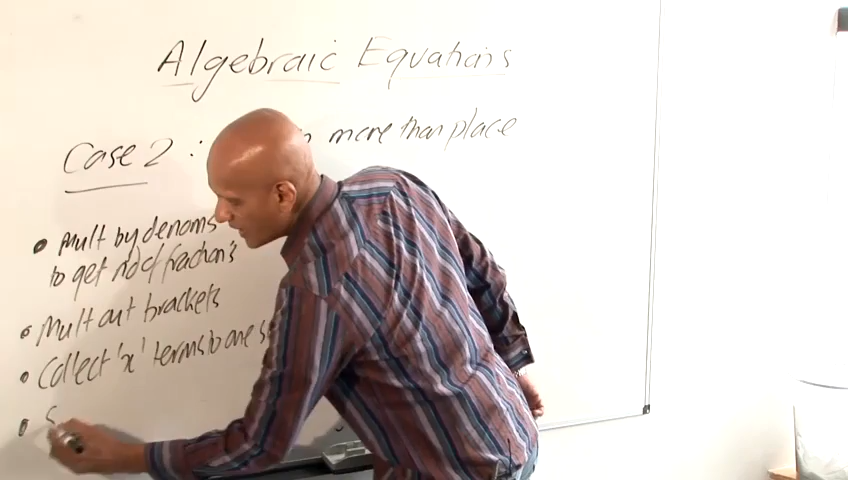 Algebraic Equations
Case 2 : more than place
• Mult by denoms
to get rid of fractions
• Mult out brackets
• Collect 'x' terms to one s
• S